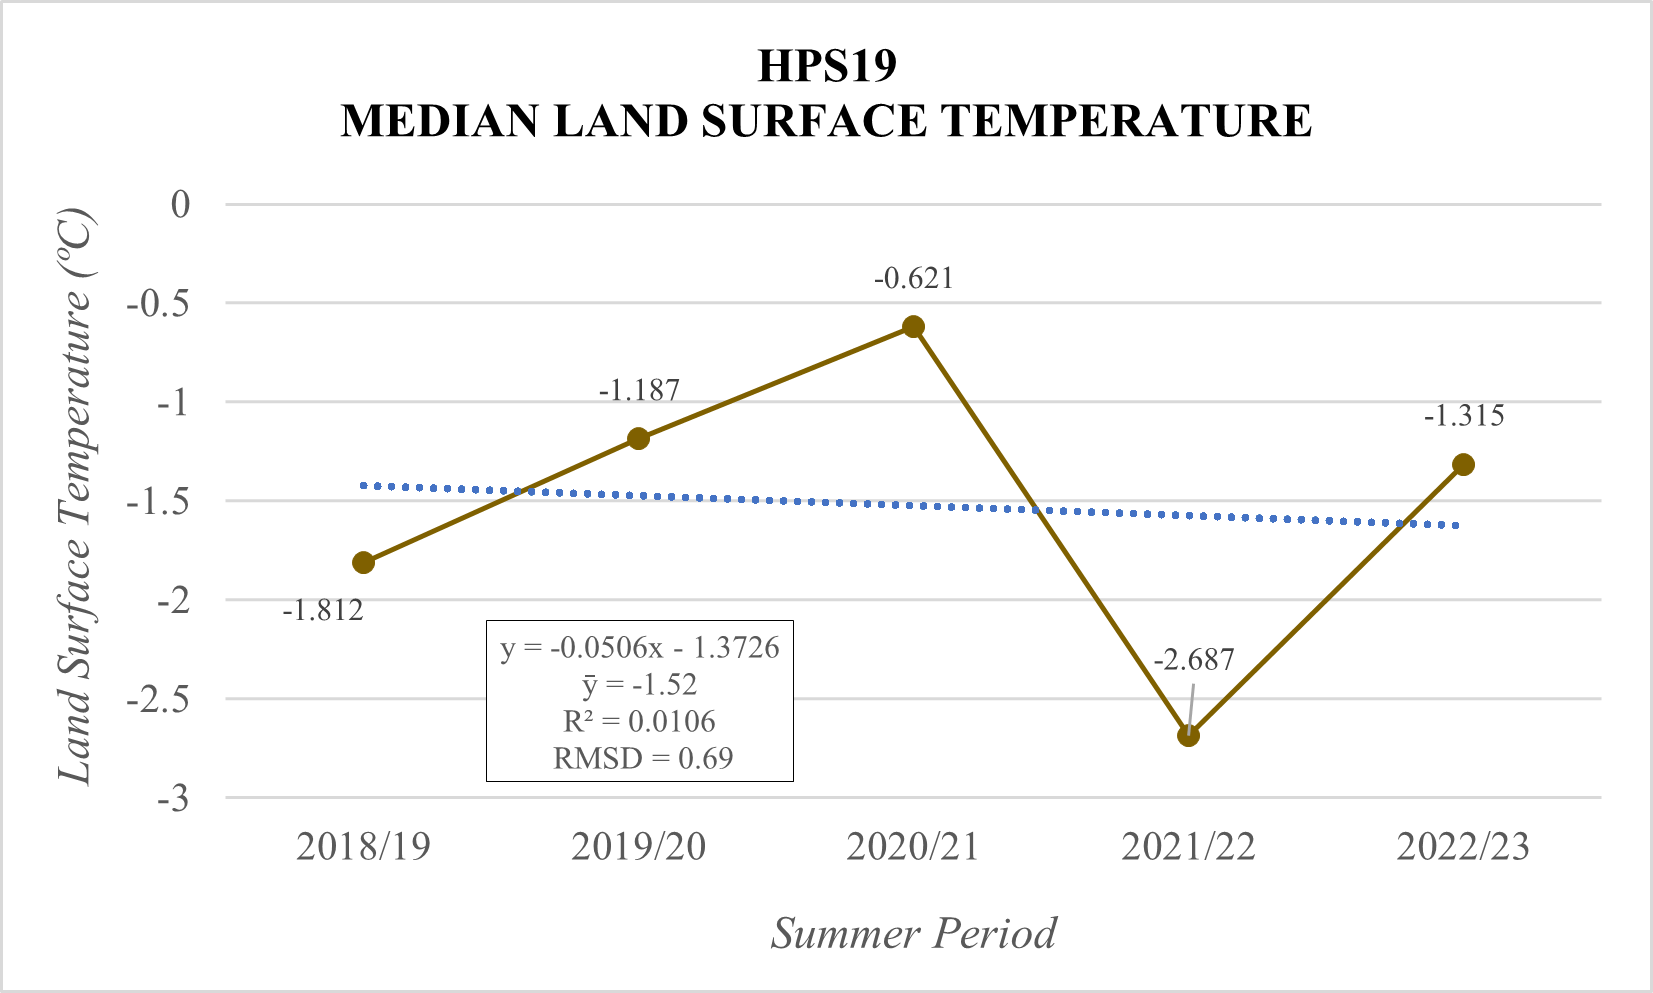 HPS19
MEDIAN LAND SURFACE TEMPERATURE
Land Surface Temperature (ºC)
0
-0.5
-1
-1.5
-2
-2.5
-3
-1.812
-1.187
-0.621
-2.687
-1.315
y = -0.0506x - 1.3726
ȳ = -1.52
R² = 0.0106
RMSD = 0.69
2018/19
2019/20
2020/21
2021/22
2022/23
Summer Period